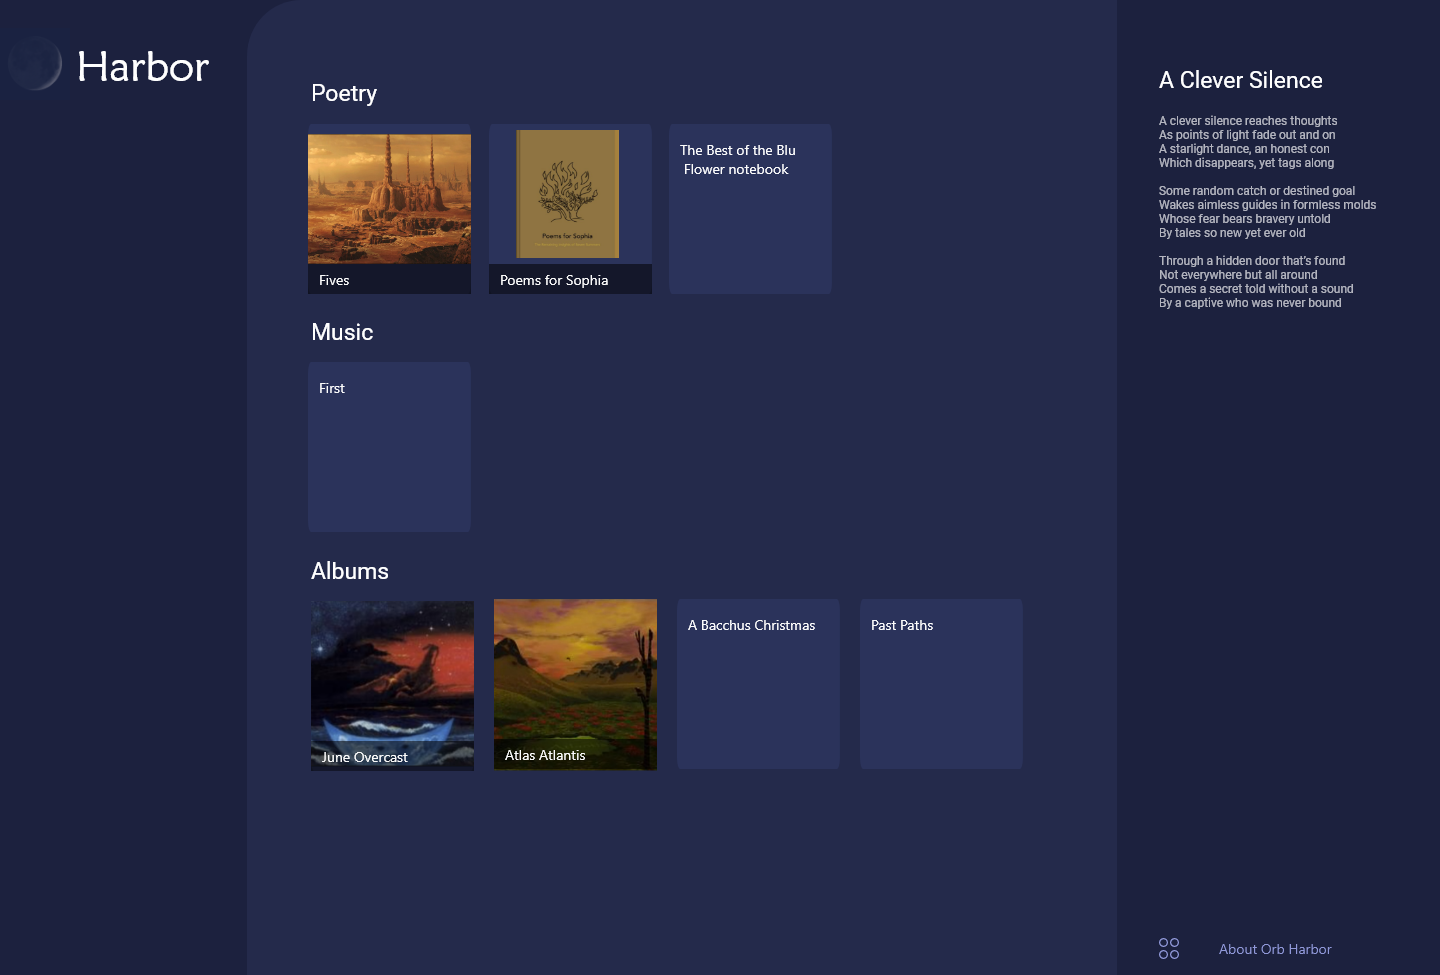 Harbor
Poetry
Fives
Poems for Sophia
Poems for Sophia
The Best of the Blu
Flower notebook
Music
First
Albums
June Overcast
Atlas Atlantis
A Bacchus Christmas
Past Paths
A Clever Silence
A clever silence reaches thoughts
As points of light fade out and on
A starlight dance, an honest con
Which disappears, yet tags along
Some random catch or destined goal
Wakes aimless guides in formless molds
Whose fear bears bravery untold
By tales so new yet ever old
Through a hidden door that's found
Not everywhere but all around
Comes a secret told without a sound
By a captive who was never bound
About Orb Harbor